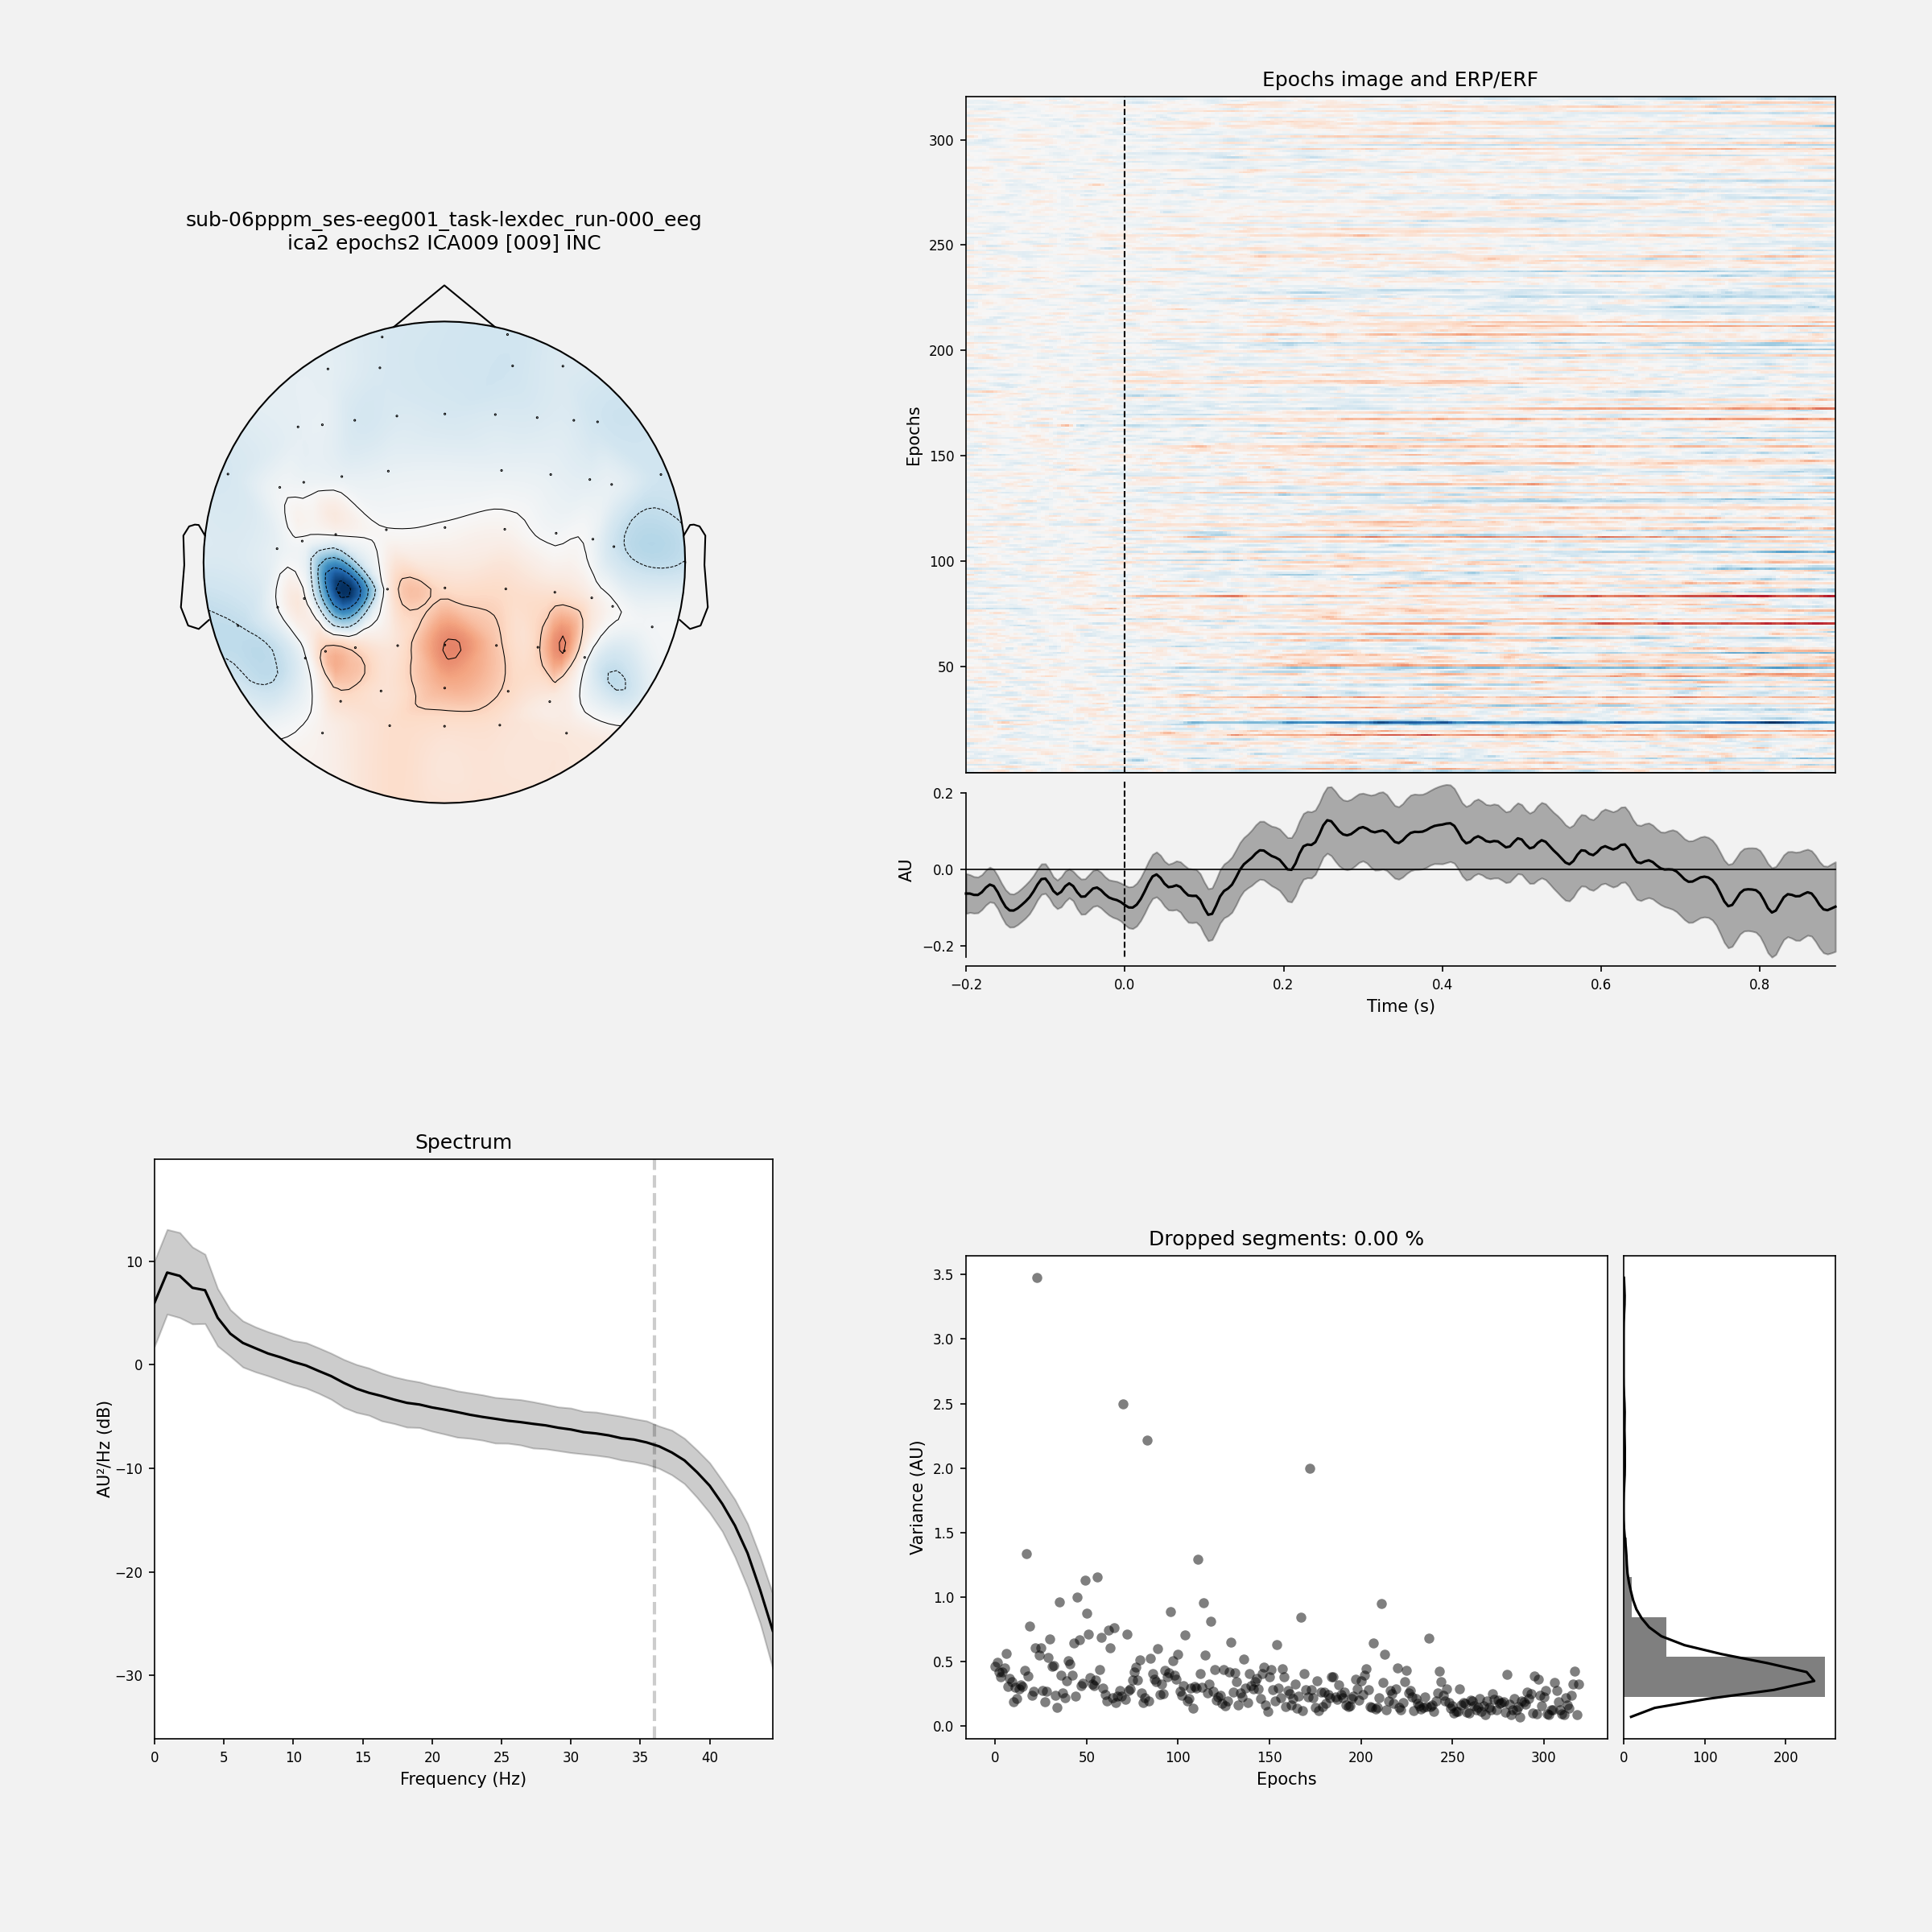 Epochs image and ERP/ERF
sub-06pppm_ses-eeg001_task-lexdec_run-000_eeg
ica2 epochs2 ICA009 [009] INC
Epochs
300
250
200
150
100
50
AU
0.2
0.0
−0.2
−0.2 0.0 0.2 0.4 0.6 0.8
Time (s)
Spectrum
AU²/Hz (dB)
10
0
−10
−20
−30
0 5 10 15 20 25 30 35 40
Frequency (Hz)
Dropped segments: 0.00 %
Variance (AU)
3.5
3.0
2.5
2.0
1.5
1.0
0.5
0.0
0 50 100 150 200 250 300
Epochs
0 100 200